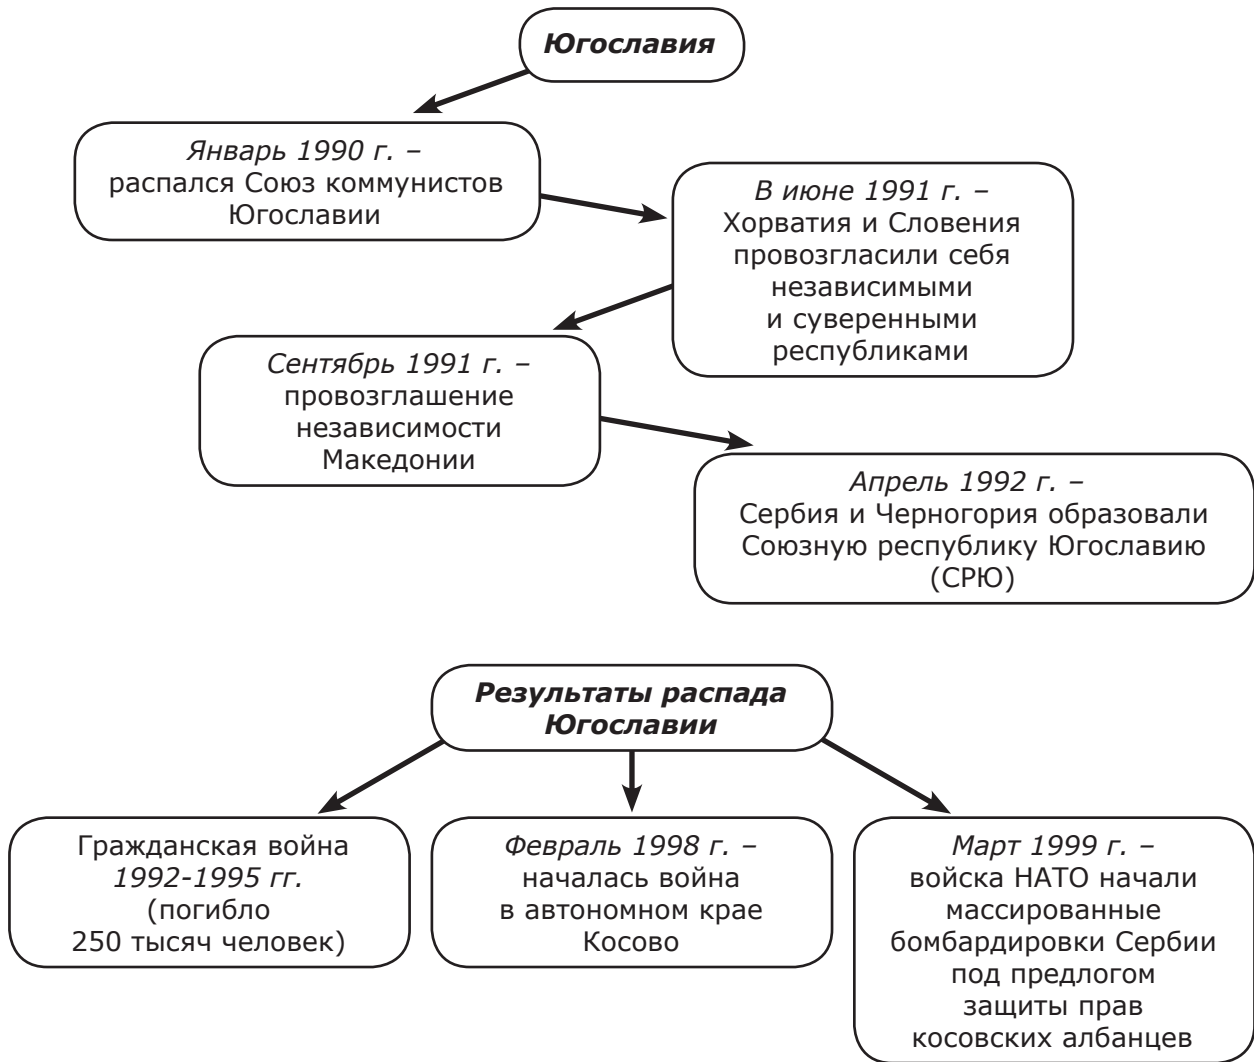 Югославия
Январь 1990 г. –
распался Союз коммунистов
Югославии
В июне 1991 г. –
Хорватия и Словения
провозгласили себя
независимыми
и суверенными
республиками
Сентябрь 1991 г. –
провозглашение
независимости
Македонии
Апрель 1992 г. –
Сербия и Черногория образовали
Союзную республику Югославию
(СРЮ)
Результаты распада
Югославии
Гражданская война
1992-1995 гг.
(погибло
250 тысяч человек)
Февраль 1998 г. –
началась война
в автономном крае
Косово
Март 1999 г. –
войска НАТО начали
массированные
бомбардировки Сербии
под предлогом
защиты прав
косовских албанцев